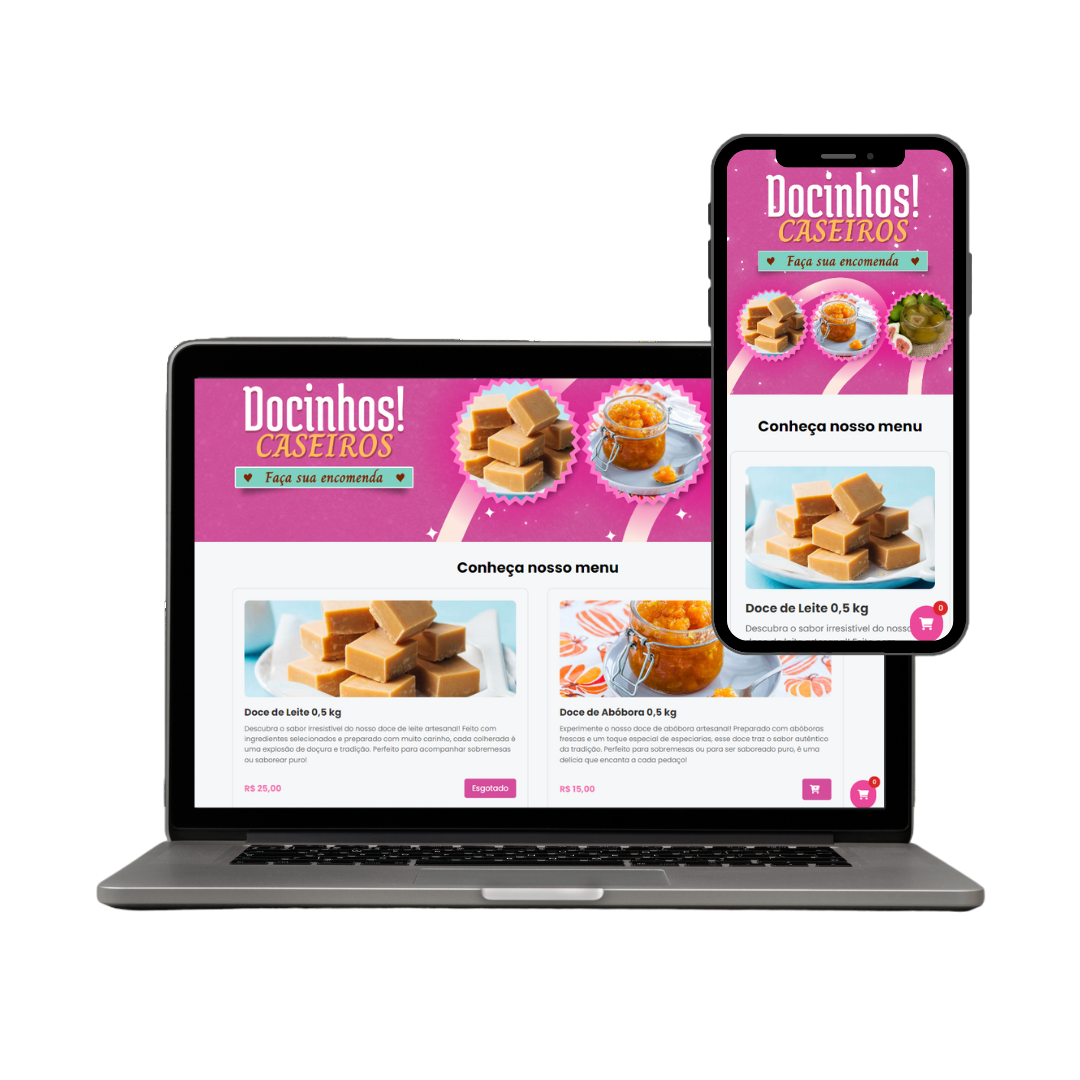 Docinhos!
CASEIROS
♥ Faça sua encomenda ♥
Conheça nosso menu
Doce de Leite 0,5 kg
Descubra o sabor irresistível do nosso
0
Docinhos!
CASEIROS
♥ Faça sua encomenda ♥
Conheça nosso menu
Doce de Leite 0,5 kg
Descubra o sabor irresistível do nosso doce de leite artesanal! Feito com
ingredientes selecionados e preparado com muito carinho, cada colherada é
uma explosão de doçura e tradição. Perfeito para acompanhar sobremesas
ou saborear puro!
R$ 25,00
Esgotado
Doce de Abóbora 0,5 kg
Experimente o nosso doce de abóbora artesanal! Preparado com abóboras
frescas e um toque especial de especiarias, esse doce traz o sabor autêntico
da tradição. Perfeito para sobremesas ou para ser saboreado puro, é uma
delícia que encanta a cada pedaço!
R$ 15,00
0